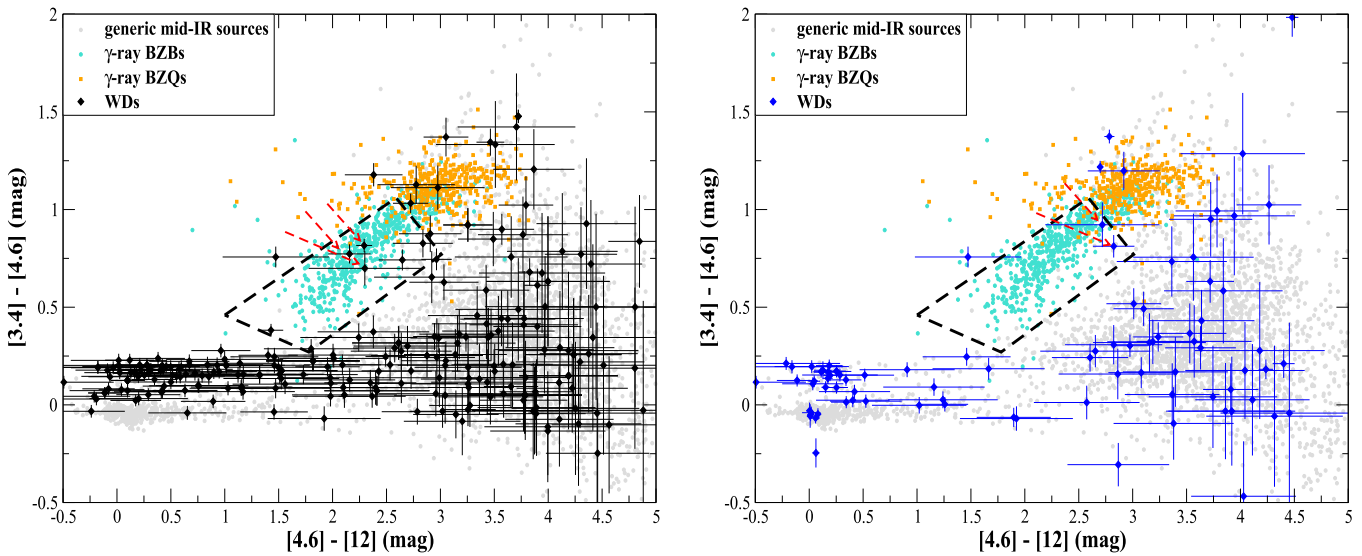 2
1.5
1
0.5
0
-0.5
[3.4] - [4.6] (mag)
generic mid-IR sources
γ-ray BZBs
γ-ray BZQs
WDs
-0.5 0 0.5 1 1.5 2 2.5 3 3.5 4 4.5 5
[4.6] - [12] (mag)
2
1.5
1
0.5
0
-0.5
[3.4] - [4.6] (mag)
generic mid-IR sources
γ-ray BZBs
γ-ray BZQs
WDs
-0.5 0 0.5 1 1.5 2 2.5 3 3.5 4 4.5 5
[4.6] - [12] (mag)